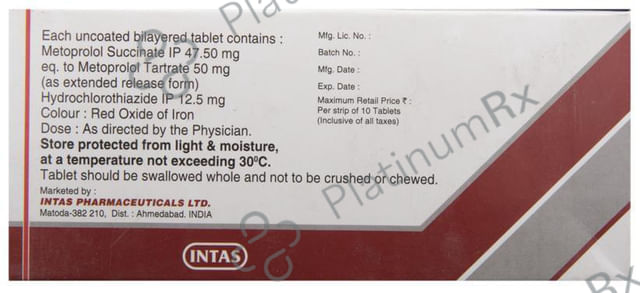 Each uncoated bilayered tablet contains :
Metoprolol Succinate IP 47.50 mg
eq. to Metoprolol Tartrate 50 mg
(as extended release form)
Hydrochlorothiazide IP 12.5 mg
Colour : Red Oxide of Iron
Dose : As directed by the Physician.
Store protected from light & moisture,
at a temperature not exceeding 30⁰C.
Tablet should be swallowed whole and not to be crushed or chewed.
Marketed by :
INTAS PHARMACEUTICALS LTD.
Matoda-382 210, Dist. : Ahmedabad. INDIA
Mfg. Lic. No. :
Batch No. :
Mfg. Date :
Exp. Date :
Maximum Retail Price ₹ :
Per strip of 10 Tablets
(Inclusive of all taxes)
INTAS
PlatinumRx
Platinum
Rx